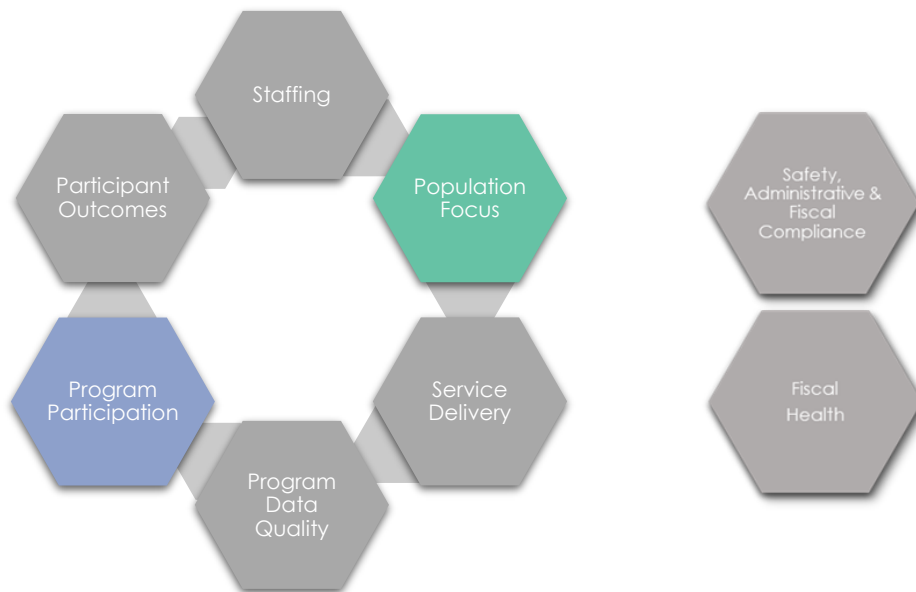 Staffing
Participant
Outcomes
Population
Focus
Safety,
Administrative &
Fiscal
Compliance
Program
Participation
Service
Delivery
Fiscal
Health
Program
Data
Quality